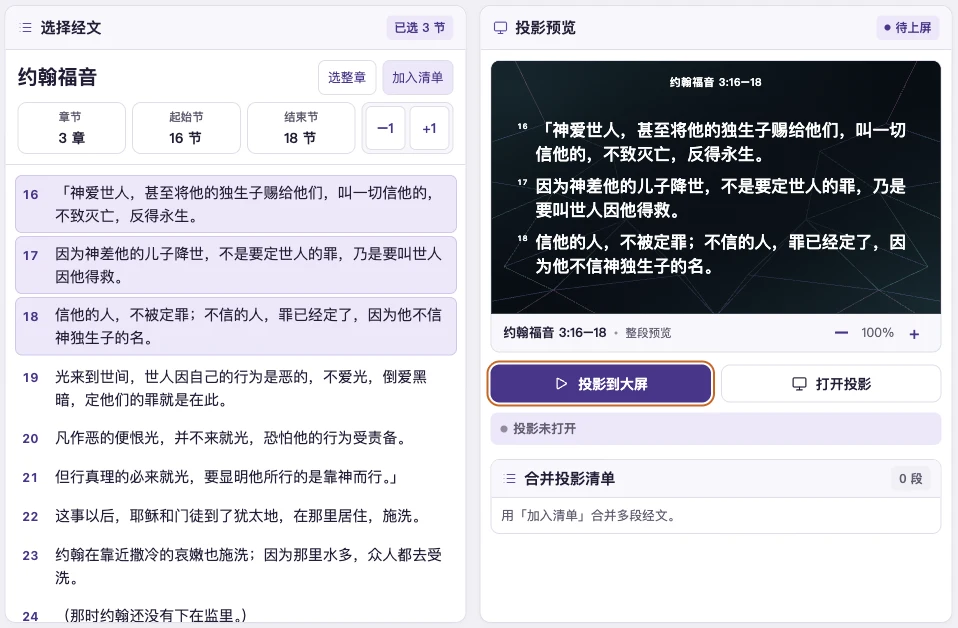 选择经文
已选 3 节
约翰福音
选整章
加入清单
章节
3 章
起始节
16 节
结束节
18 节
−1
+1
16 「神爱世人，甚至将他的独生子赐给他们，叫一切信他的，
不致灭亡，反得永生。
17 因为神差他的儿子降世，不是要定世人的罪，乃是要叫世人
因他得救。
18 信他的人，不被定罪；不信的人，罪已经定了，因为他不信
神独生子的名。
19 光来到世间，世人因自己的行为是恶的，不爱光，倒爱黑
暗，定他们的罪就是在此。
20 凡作恶的便恨光，并不来就光，恐怕他的行为受责备。
21 但行真理的必来就光，要显明他所行的是靠神而行。」
22 这事以后，耶稣和门徒到了犹太地，在那里居住，施洗。
23 约翰在靠近撒冷的哀嫩也施洗；因为那里水多，众人都去受
洗。
24 （那时约翰还没有下在监里。）
投影预览
待上屏
约翰福音 3:16—18
16 「神爱世人，甚至将他的独生子赐给他们，叫一切
信他的，不致灭亡，反得永生。
17 因为神差他的儿子降世，不是要定世人的罪，乃是
要叫世人因他得救。
18 信他的人，不被定罪；不信的人，罪已经定了，因
为他不信神独生子的名。
约翰福音 3:16—18 • 整段预览
− 100% +
投影到大屏
打开投影
投影未打开
合并投影清单
0 段
用「加入清单」合并多段经文。